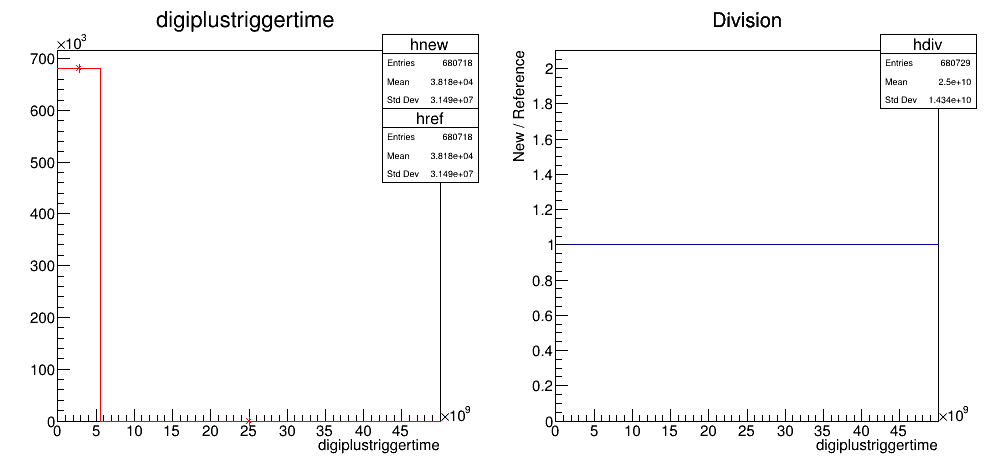 digiplustriggertime
×10³
hnew
Entries 680718
Mean 3.818e+04
Std Dev 3.149e+07
href
Entries 680718
Mean 3.818e+04
Std Dev 3.149e+07
700
600
500
400
300
200
100
0
0 5 10 15 20 25 30 35 40 45
×10⁹
digiplustriggertime
Division
hdiv
Entries 680729
Mean 2.5e+10
Std Dev 1.434e+10
New / Reference
2
1.8
1.6
1.4
1.2
1
0.8
0.6
0.4
0.2
0
0 5 10 15 20 25 30 35 40 45
×10⁹
digiplustriggertime